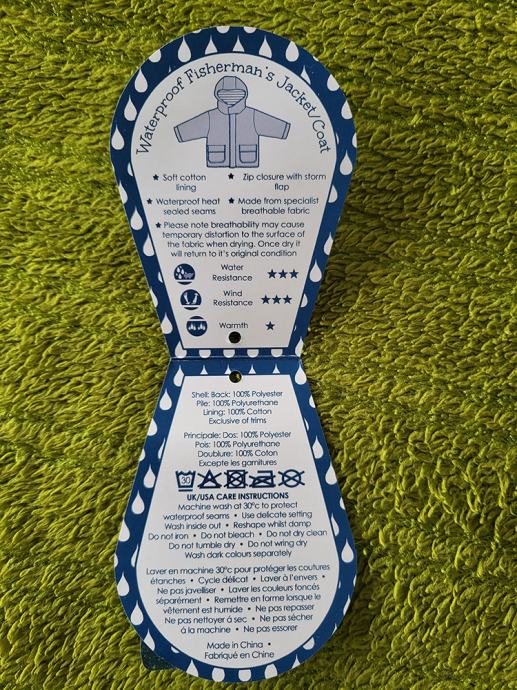 Waterproof Fisherman's Jacket/Coat
★ Soft cotton lining
★ Zip closure with storm flap
★ Waterproof heat sealed seams
★ Made from specialist breathable fabric
★ Please note breathability may cause
temporary distortion to the surface of
the fabric when drying. Once dry it
will return to it's original condition
Water Resistance ★★★
Wind Resistance ★★★
Warmth ★
Shell: Back: 100% Polyester
Pile: 100% Polyurethane
Lining: 100% Cotton
Exclusive of trims
Principale: Dos: 100% Polyester
Pois: 100% Polyurethane
Doublure: 100% Coton
Excepte les garnitures
30
UK/USA CARE INSTRUCTIONS
Machine wash at 30ºc to protect
waterproof seams • Use delicate setting
Wash inside out • Reshape whilst damp
Do not iron • Do not bleach • Do not dry clean
Do not tumble dry • Do not wring dry
Wash dark colours separately
Laver en machine 30ºc pour protéger les coutures
étanches • Cycle délicat • Laver à l'envers •
Ne pas javelliser • Laver les couleurs foncés
séparément • Remettre en forme lorsque le
vêtement est humide • Ne pas repasser
Ne pas nettoyer á sec • Ne pas sécher
á la machine • Ne pas essorer
Made in China •
Fabriqué en Chine